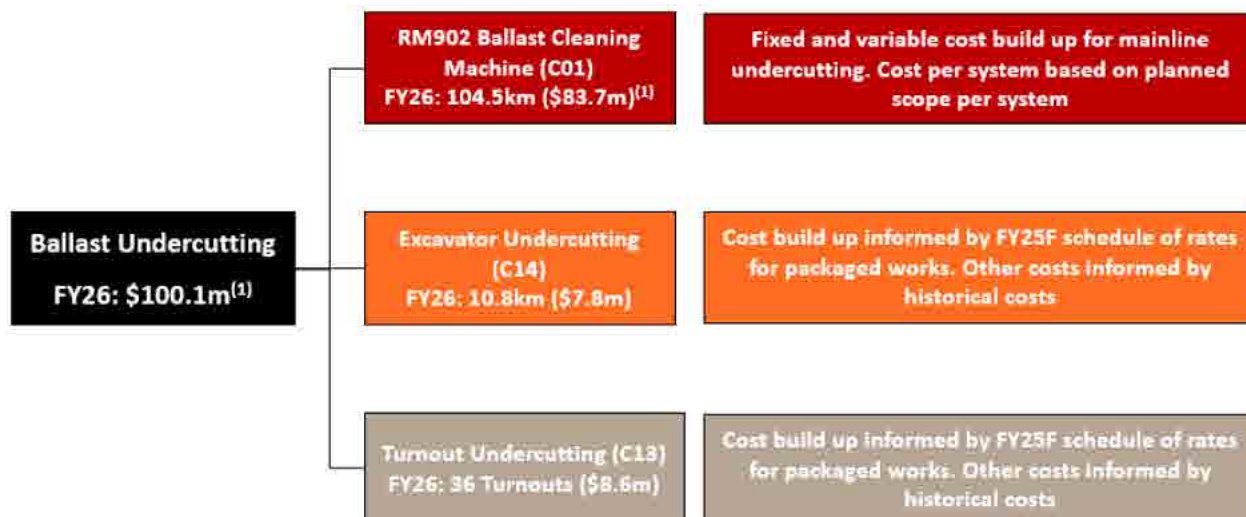 RM902 Ballast Cleaning
Machine (C01)
FY26: 104.5km ($83.7m)(1)
Fixed and variable cost build up for mainline
undercutting. Cost per system based on planned
scope per system
Ballast Undercutting
FY26: $100.1m(1)
Excavator Undercutting
(C14)
FY26: 10.8km ($7.8m)
Cost build up informed by FY25F schedule of rates
for packaged works. Other costs informed by
historical costs
Turnout Undercutting (C13)
FY26: 36 Turnouts ($8.6m)
Cost build up informed by FY25F schedule of rates
for packaged works. Other costs informed by
historical costs